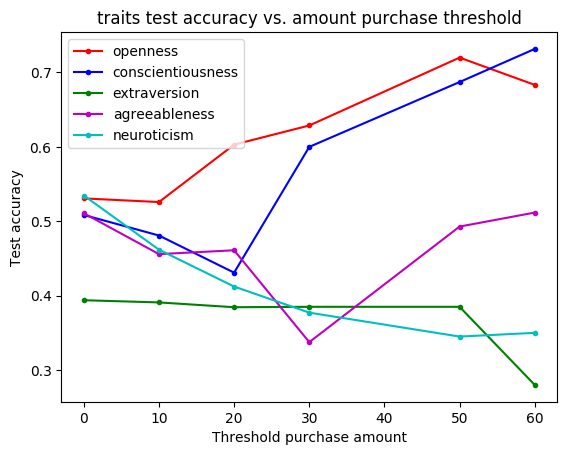 traits test accuracy vs. amount purchase threshold
openness
conscientiousness
extraversion
agreeableness
neuroticism
Test accuracy
0.7
0.6
0.5
0.4
0.3
0 10 20 30 40 50 60
Threshold purchase amount